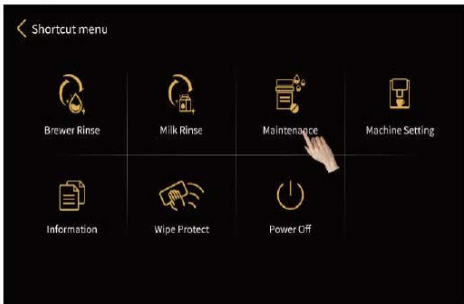 Shortcut menu
Brewer Rinse
Milk Rinse
Maintenance
Machine Setting
Information
Wipe Protect
Power Off